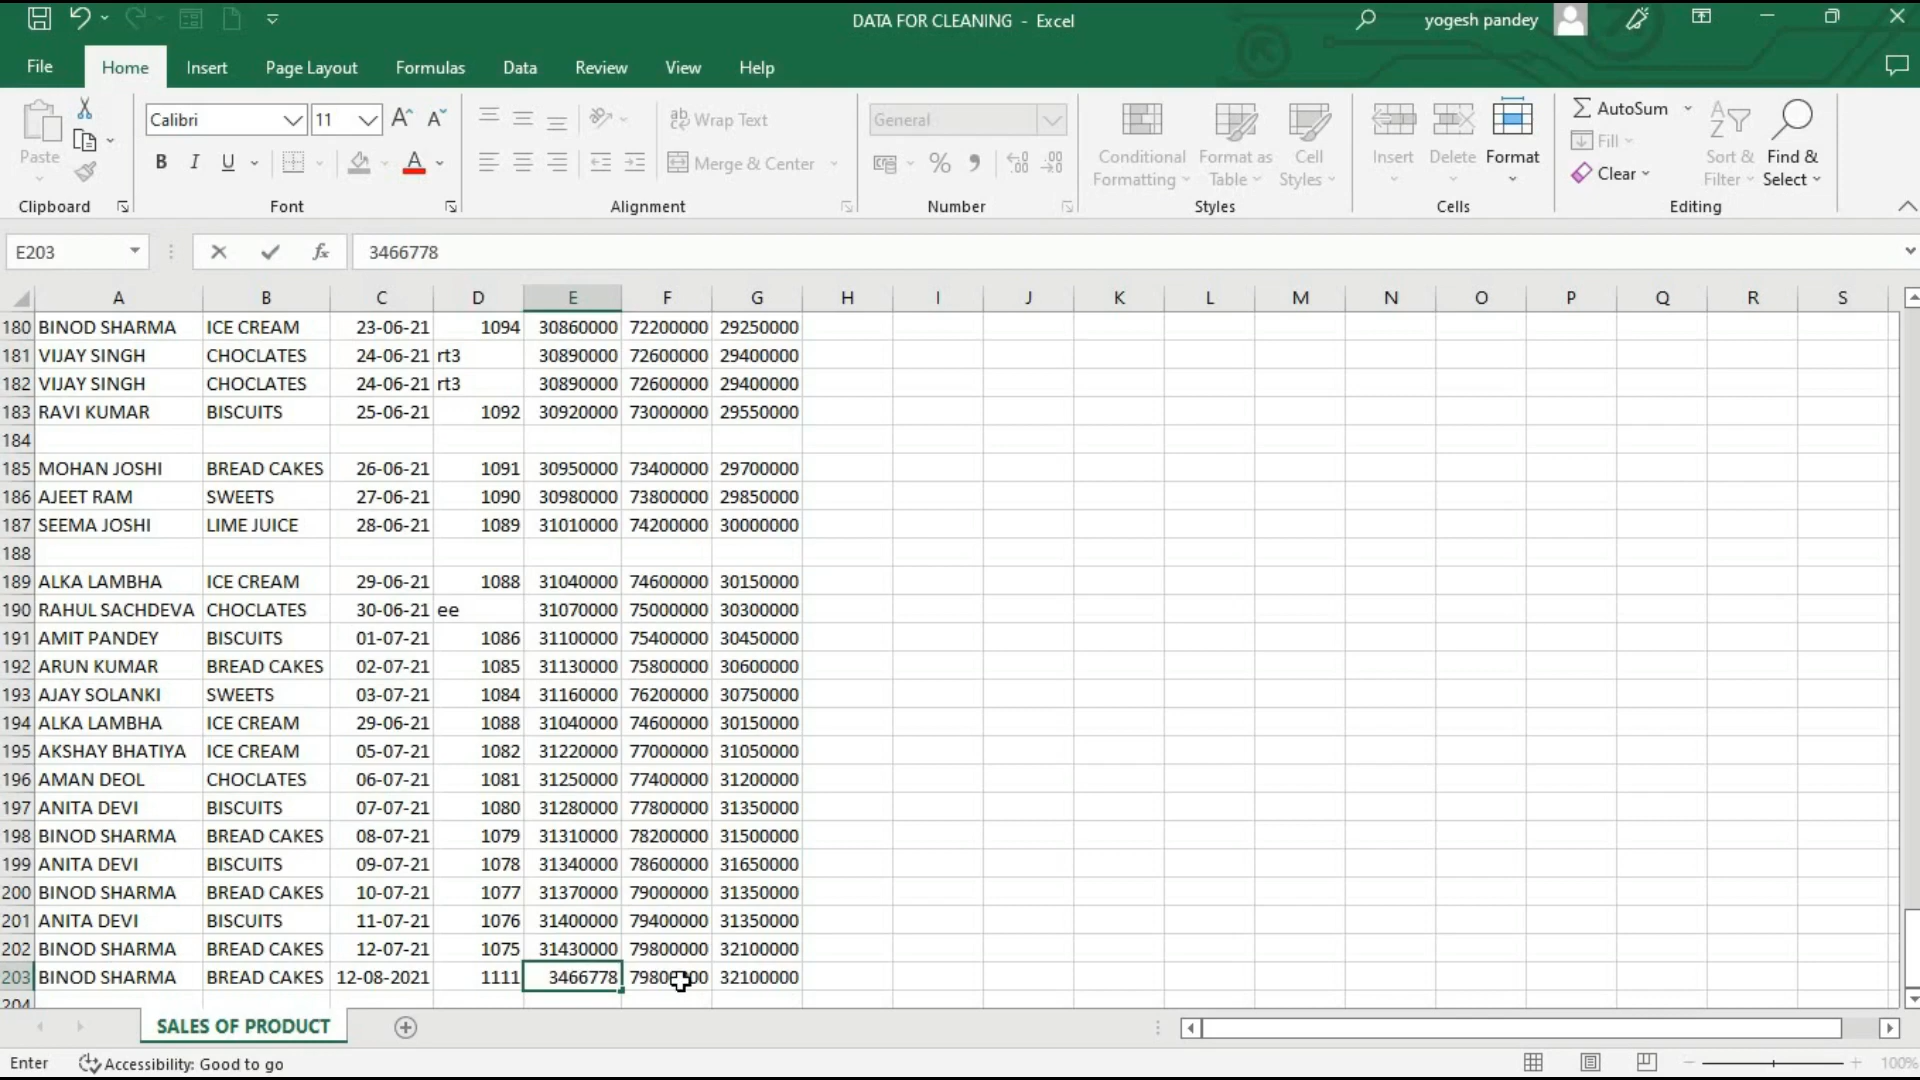 DATA FOR CLEANING - Excel
yogesh pandey
File Home Insert Page Layout Formulas Data Review View Help
Calibri 11 A^ Aˇ
ab Wrap Text General AutoSum
Paste Conditional Format as Cell Insert Delete Format Fill Sort & Find &
B I U A Merge & Center % , Formatting Table Styles Clear Filter Select
Clipboard Font Alignment Number Styles Cells Editing
E203 fx 3466778
A B C D E F G H I J K L M N O P Q R S
180 BINOD SHARMA ICE CREAM 23-06-21 1094 30860000 72200000 29250000
181 VIJAY SINGH CHOCLATES 24-06-21 rt3 30890000 72600000 29400000
182 VIJAY SINGH CHOCLATES 24-06-21 rt3 30890000 72600000 29400000
183 RAVI KUMAR BISCUITS 25-06-21 1092 30920000 73000000 29550000
184
185 MOHAN JOSHI BREAD CAKES 26-06-21 1091 30950000 73400000 29700000
186 AJEET RAM SWEETS 27-06-21 1090 30980000 73800000 29850000
187 SEEMA JOSHI LIME JUICE 28-06-21 1089 31010000 74200000 30000000
188
189 ALKA LAMBHA ICE CREAM 29-06-21 1088 31040000 74600000 30150000
190 RAHUL SACHDEVA CHOCLATES 30-06-21 ee 31070000 75000000 30300000
191 AMIT PANDEY BISCUITS 01-07-21 1086 31100000 75400000 30450000
192 ARUN KUMAR BREAD CAKES 02-07-21 1085 31130000 75800000 30600000
193 AJAY SOLANKI SWEETS 03-07-21 1084 31160000 76200000 30750000
194 ALKA LAMBHA ICE CREAM 29-06-21 1088 31040000 74600000 30150000
195 AKSHAY BHATIYA ICE CREAM 05-07-21 1082 31220000 77000000 31050000
196 AMAN DEOL CHOCLATES 06-07-21 1081 31250000 77400000 31200000
197 ANITA DEVI BISCUITS 07-07-21 1080 31280000 77800000 31350000
198 BINOD SHARMA BREAD CAKES 08-07-21 1079 31310000 78200000 31500000
199 ANITA DEVI BISCUITS 09-07-21 1078 31340000 78600000 31650000
200 BINOD SHARMA BREAD CAKES 10-07-21 1077 31370000 79000000 31350000
201 ANITA DEVI BISCUITS 11-07-21 1076 31400000 79400000 31350000
202 BINOD SHARMA BREAD CAKES 12-07-21 1075 31430000 79800000 32100000
203 BINOD SHARMA BREAD CAKES 12-08-2021 1111 3466778 79800000 32100000
204
SALES OF PRODUCT
Enter Accessibility: Good to go 100%